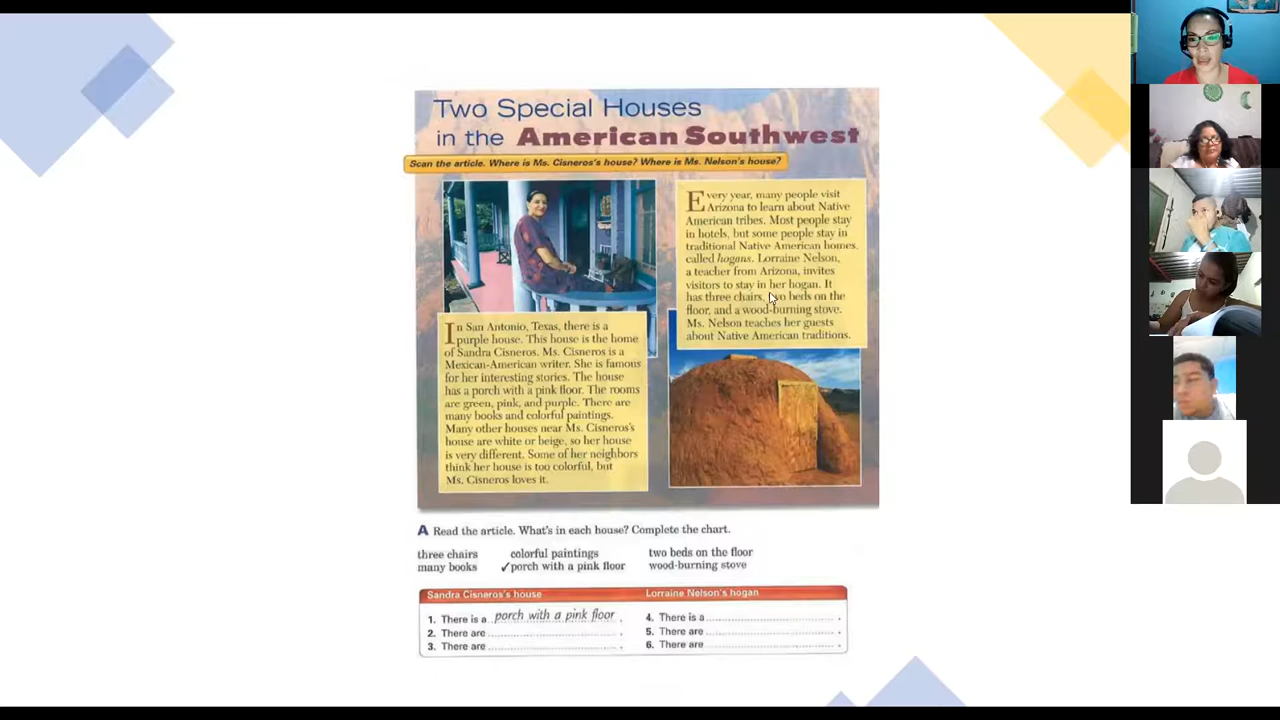 Two Special Houses
in the American Southwest
Scan the article. Where is Ms. Cisneros's house? Where is Ms. Nelson's house?
In San Antonio, Texas, there is a
purple house. This house is the home
of Sandra Cisneros. Ms. Cisneros is a
Mexican-American writer. She is famous
for her interesting stories. The house
has a porch with a pink floor. The rooms
are green, pink, and purple. There are
many books and colorful paintings.
Many other houses near Ms. Cisneros's
house are white or beige, so her house
is very different. Some of her neighbors
think her house is too colorful, but
Ms. Cisneros loves it.
Every year, many people visit
Arizona to learn about Native
American tribes. Most people stay
in hotels, but some people stay in
traditional Native American homes,
called hogans. Lorraine Nelson,
a teacher from Arizona, invites
visitors to stay in her hogan. It
has three chairs, two beds on the
floor, and a wood-burning stove.
Ms. Nelson teaches her guests
about Native American traditions.
A Read the article. What's in each house? Complete the chart.
three chairs colorful paintings two beds on the floor
many books ✓porch with a pink floor wood-burning stove
Sandra Cisneros's house Lorraine Nelson's hogan
1. There is a porch with a pink floor . 4. There is a .
2. There are . 5. There are .
3. There are . 6. There are .